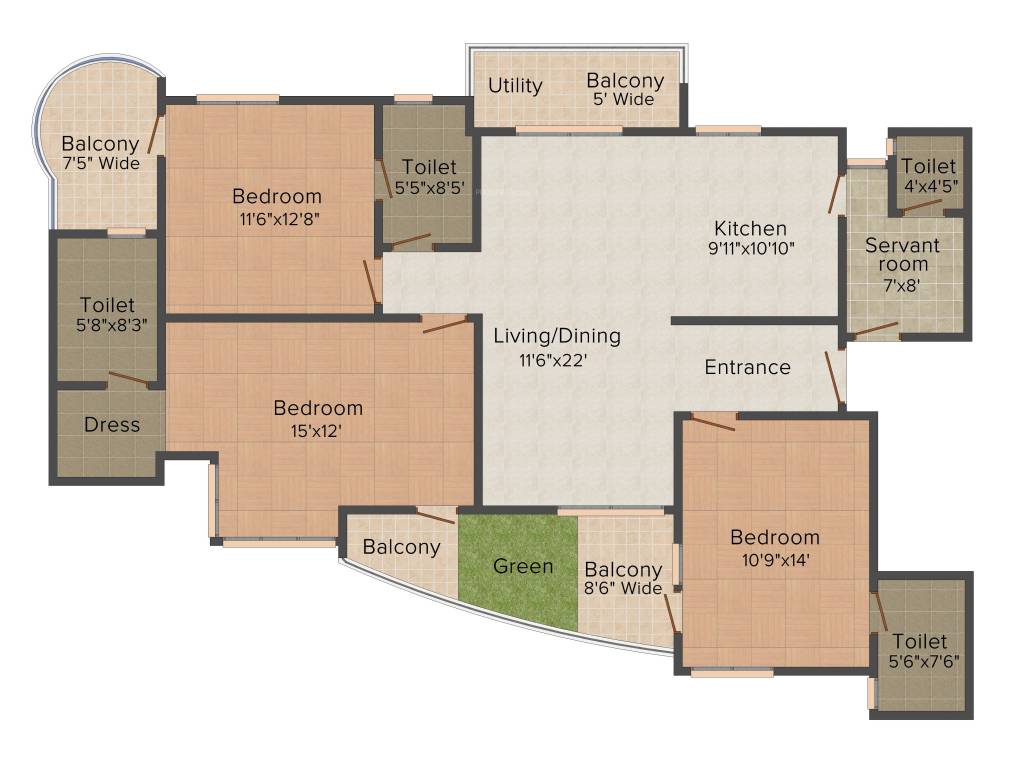 Utility
Balcony
5' Wide
Balcony
7'5" Wide
Toilet
5'5"x8'5'
Toilet
4'x4'5"
Bedroom
11'6"x12'8"
Kitchen
9'11"x10'10"
Servant
room
7'x8'
Toilet
5'8"x8'3"
Living/Dining
11'6"x22'
Entrance
Dress
Bedroom
15'x12'
Balcony
Green
Balcony
8'6" Wide
Bedroom
10'9"x14'
Toilet
5'6"x7'6"